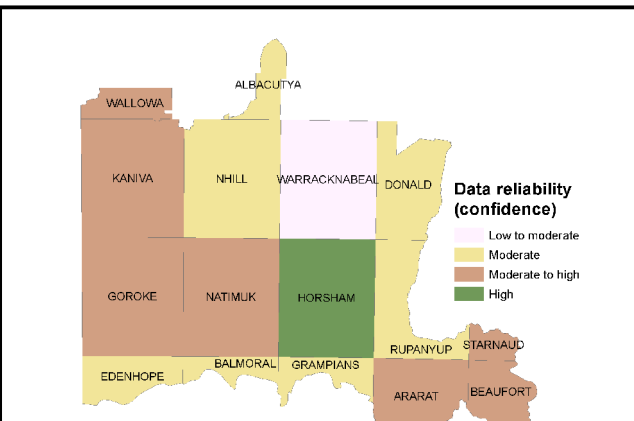 ALBACUTYA
WALLOWA
KANIVA
NHILL
WARRACKNABEAL
DONALD
Data reliability
(confidence)
Low to moderate
Moderate
Moderate to high
High
GOROKE
NATIMUK
HORSHAM
RUPANYUP
STARNAUD
EDENHOPE
BALMORAL
GRAMPIANS
ARARAT
BEAUFORT